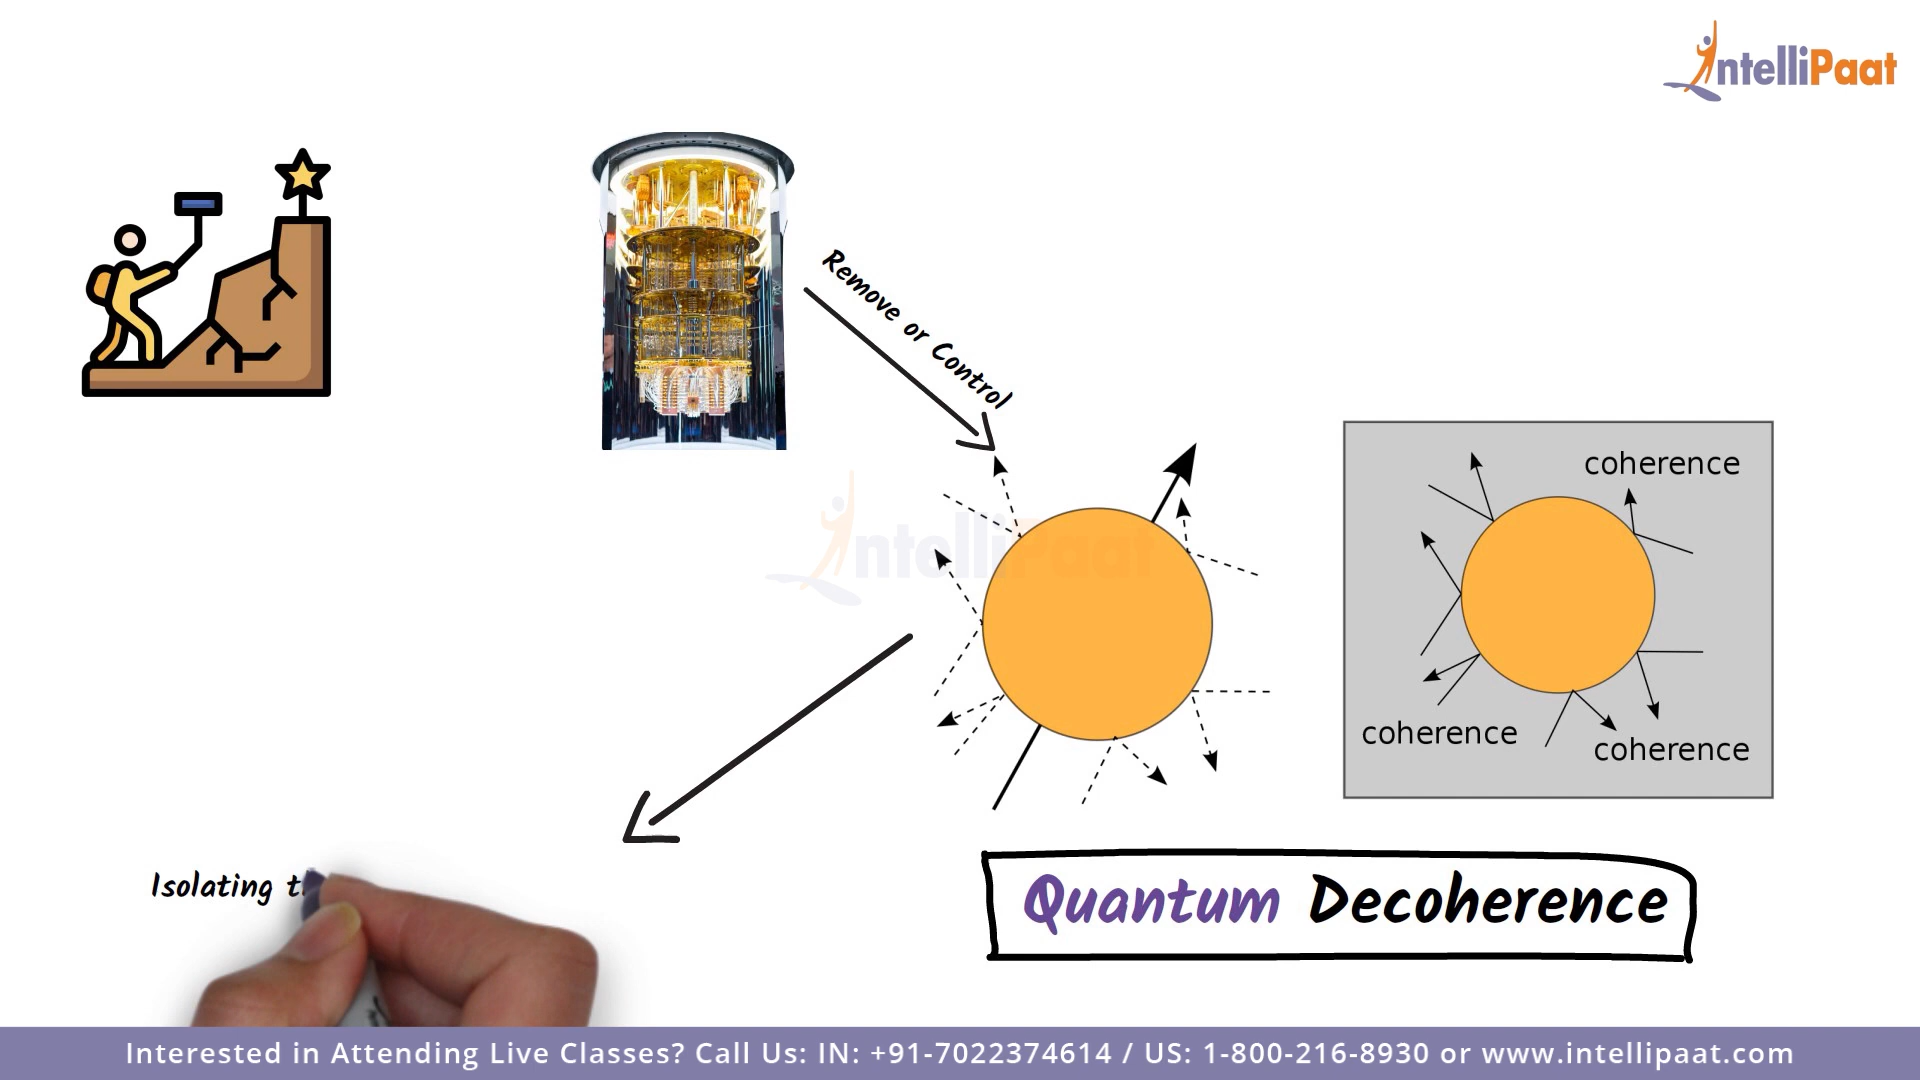 IntelliPaat
Remove or Control
coherence
IntelliPaat
coherence
coherence
Isolating
Quantum Decoherence
Interested in Attending Live Classes? Call Us: IN: +91-7022374614 / US: 1-800-216-8930 or www.intellipaat.com